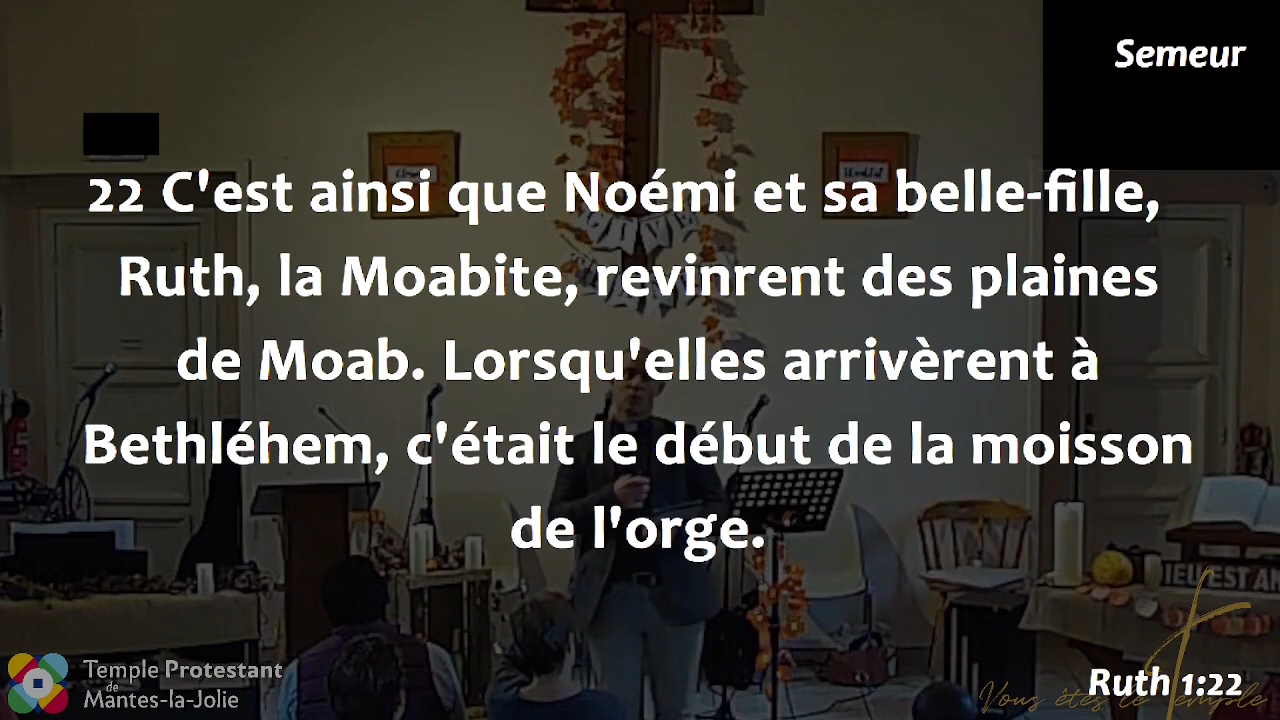 Semeur
22 C'est ainsi que Noémi et sa belle-fille,
Ruth, la Moabite, revinrent des plaines
de Moab. Lorsqu'elles arrivèrent à
Bethléhem, c'était le début de la moisson
de l'orge.
Temple Protestant
de
Mantes-la-Jolie
Ruth 1:22
Vous êtes le Temple